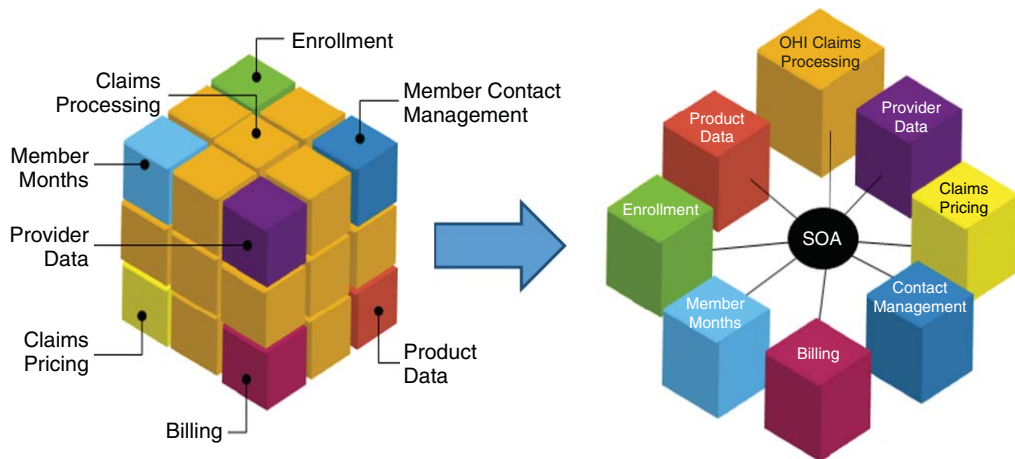 Enrollment
Claims
Processing
Member Contact
Management
Member
Months
Provider
Data
Claims
Pricing
Product
Data
Billing
OHI Claims
Processing
Product
Data
Provider
Data
Enrollment
Claims
Pricing
SOA
Member
Months
Contact
Management
Billing